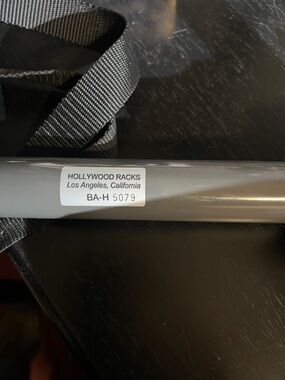 HOLLYWOOD RACKS
Los Angeles, California
BA-H 5079